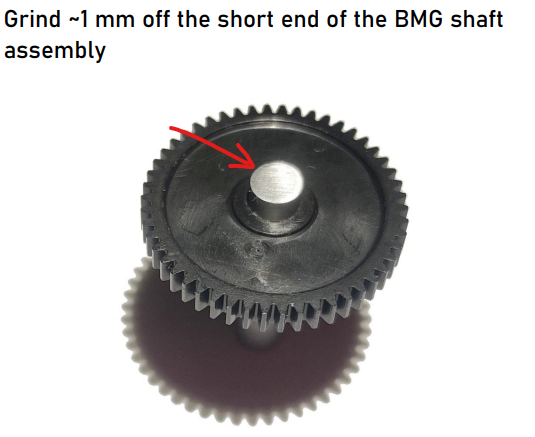 Grind ~1 mm off the short end of the BMG shaft
assembly